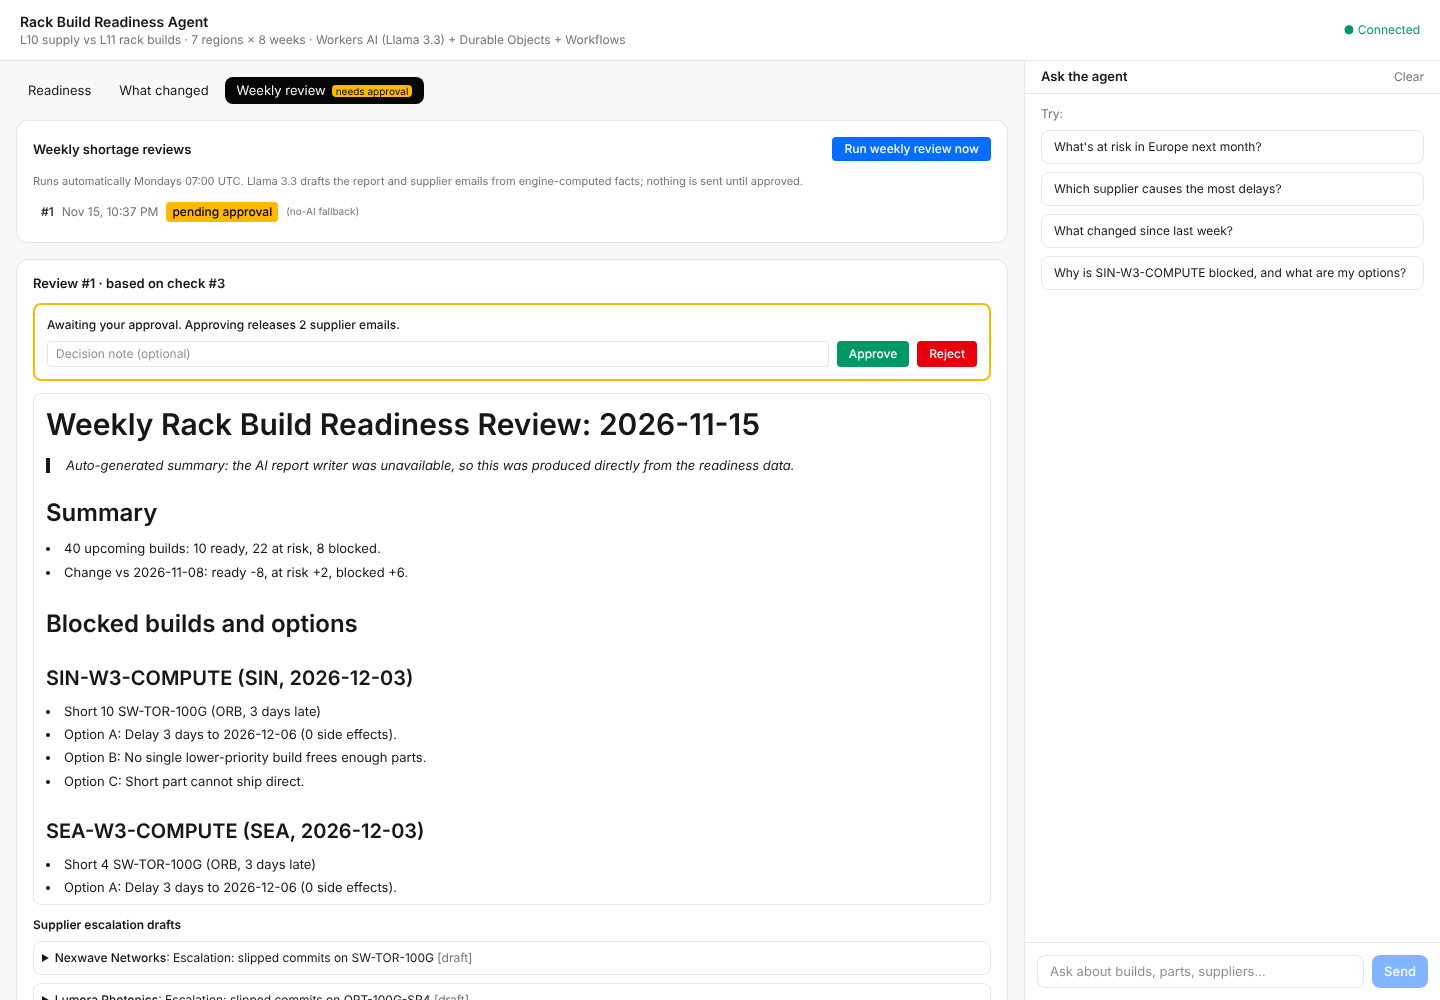 Rack Build Readiness Agent
L10 supply vs L11 rack builds · 7 regions × 8 weeks · Workers AI (Llama 3.3) + Durable Objects + Workflows
Connected
Readiness
What changed
Weekly review needs approval
Weekly shortage reviews
Run weekly review now
Runs automatically Mondays 07:00 UTC. Llama 3.3 drafts the report and supplier emails from engine-computed facts; nothing is sent until approved.
#1 Nov 15, 10:37 PM pending approval (no-AI fallback)
Review #1 · based on check #3
Awaiting your approval. Approving releases 2 supplier emails.
Decision note (optional)
Approve
Reject
Weekly Rack Build Readiness Review: 2026-11-15
Auto-generated summary: the AI report writer was unavailable, so this was produced directly from the readiness data.
Summary
• 40 upcoming builds: 10 ready, 22 at risk, 8 blocked.
• Change vs 2026-11-08: ready -8, at risk +2, blocked +6.
Blocked builds and options
SIN-W3-COMPUTE (SIN, 2026-12-03)
• Short 10 SW-TOR-100G (ORB, 3 days late)
• Option A: Delay 3 days to 2026-12-06 (0 side effects).
• Option B: No single lower-priority build frees enough parts.
• Option C: Short part cannot ship direct.
SEA-W3-COMPUTE (SEA, 2026-12-03)
• Short 4 SW-TOR-100G (ORB, 3 days late)
• Option A: Delay 3 days to 2026-12-06 (0 side effects).
Supplier escalation drafts
Nexwave Networks: Escalation: slipped commits on SW-TOR-100G [draft]
Lumora Photonics: Escalation: slipped commits on OPT-100G-SR4 [draft]
Ask the agent
Clear
Try:
What's at risk in Europe next month?
Which supplier causes the most delays?
What changed since last week?
Why is SIN-W3-COMPUTE blocked, and what are my options?
Ask about builds, parts, suppliers...
Send